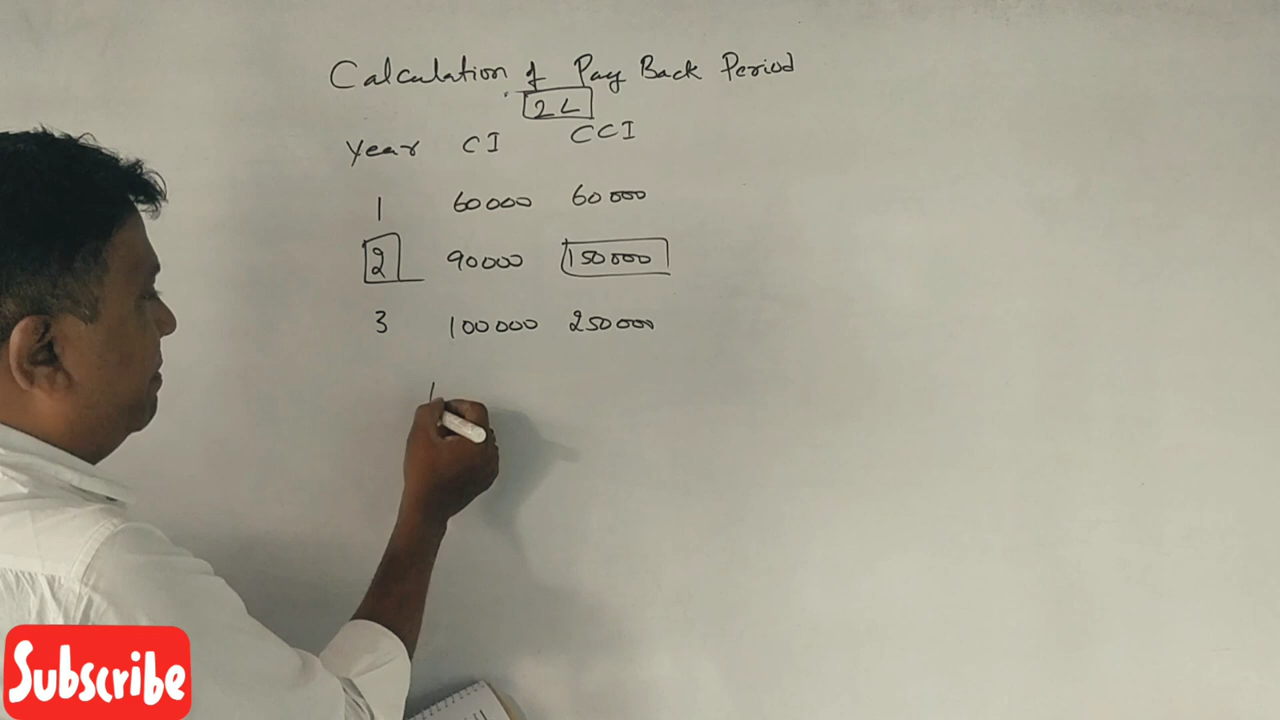 Calculation of Pay Back Period
2L
Year CI CCI
1 60000 60000
2 90000 150000
3 100000 250000
Subscribe